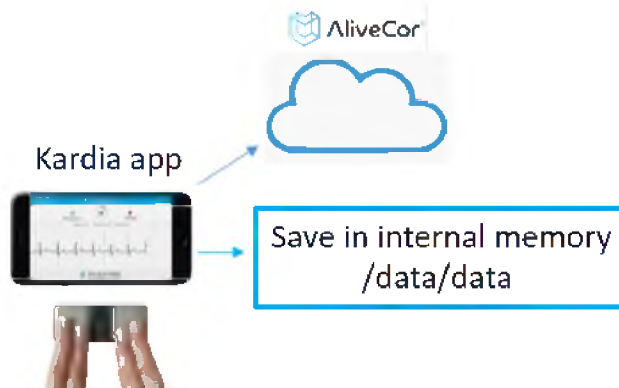 AliveCor
Kardia app
Save in internal memory
/data/data